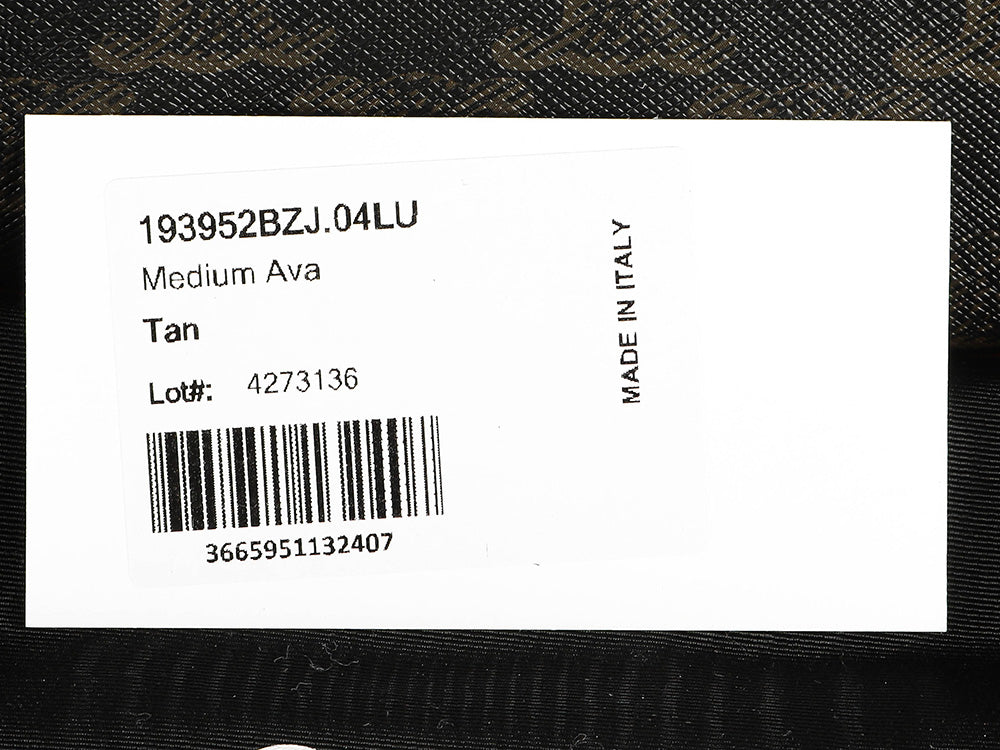 193952BZJ.04LU
Medium Ava
Tan
Lot#: 4273136
3665951132407
MADE IN ITALY